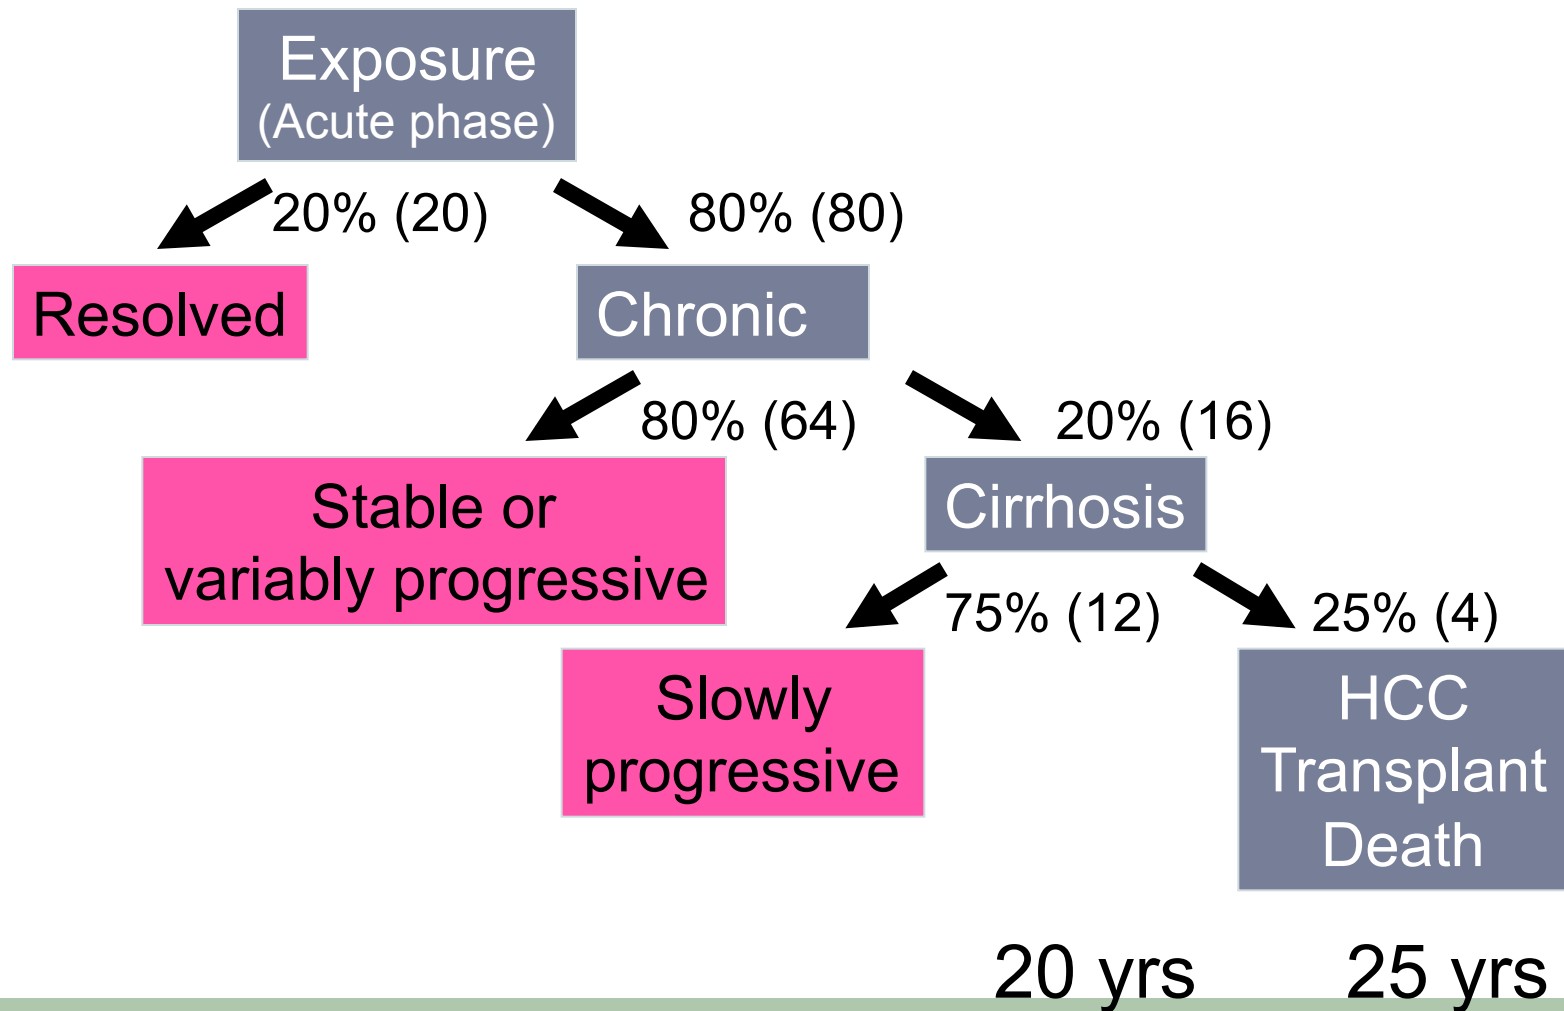 Exposure
(Acute phase)
20% (20)
80% (80)
Resolved
Chronic
80% (64)
20% (16)
Stable or
variably progressive
Cirrhosis
75% (12)
25% (4)
Slowly
progressive
HCC
Transplant
Death
20 yrs
25 yrs